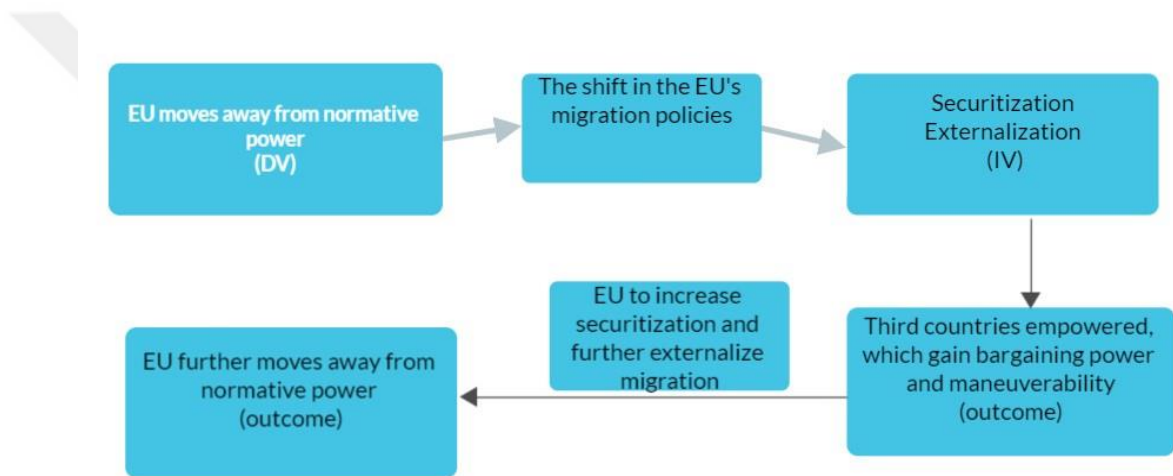 EU moves away from normative
power
(DV)
The shift in the EU's
migration policies
Securitization
Externalization
(IV)
Third countries empowered,
which gain bargaining power
and maneuverability
(outcome)
EU to increase
securitization and
further externalize
migration
EU further moves away from
normative power
(outcome)